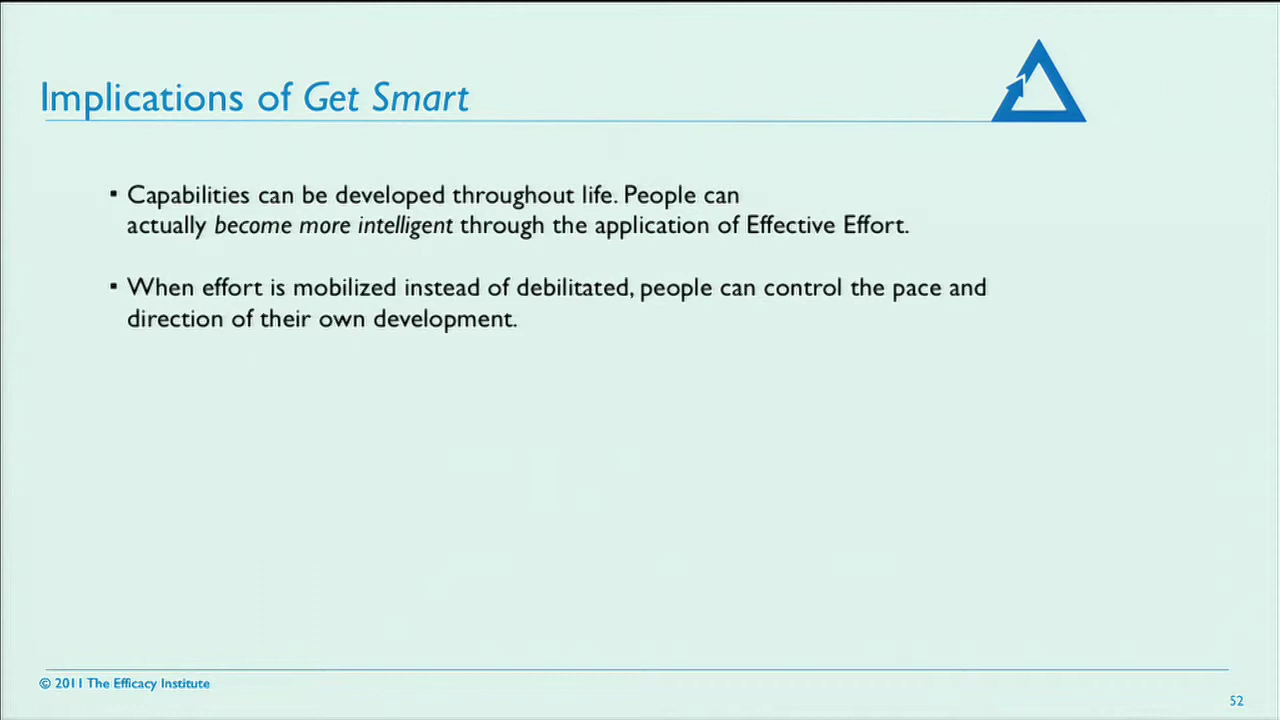 Implications of Get Smart
▪ Capabilities can be developed throughout life. People can
actually become more intelligent through the application of Effective Effort.
▪ When effort is mobilized instead of debilitated, people can control the pace and
direction of their own development.
© 2011 The Efficacy Institute
52